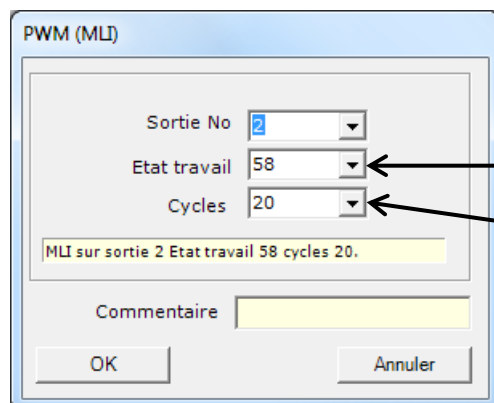 PWM (MLI)
Sortie No 2
Etat travail 58
Cycles 20
MLI sur sortie 2 Etat travail 58 cycles 20.
Commentaire
OK Annuler